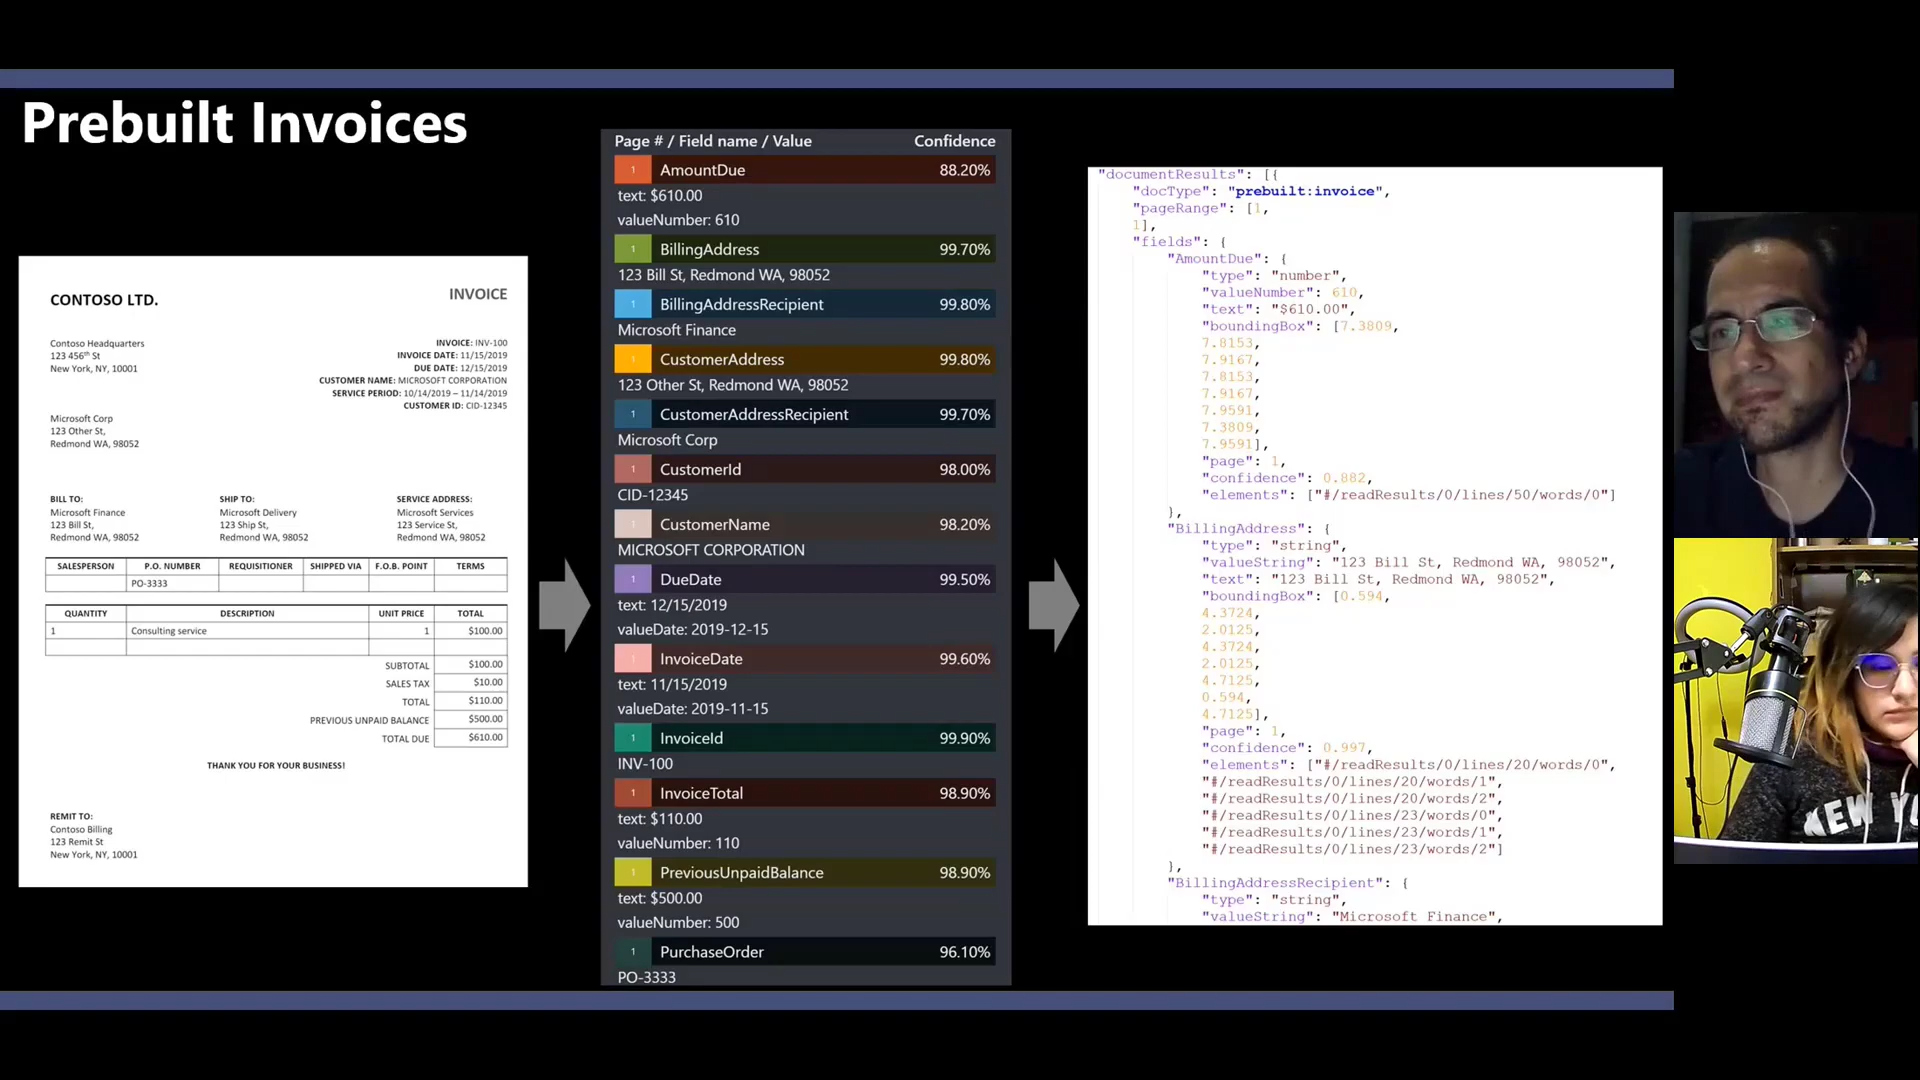 Prebuilt Invoices
CONTOSO LTD.
INVOICE
Contoso Headquarters
123 456th St
New York, NY, 10001
INVOICE: INV-100
INVOICE DATE: 11/15/2019
DUE DATE: 12/15/2019
CUSTOMER NAME: MICROSOFT CORPORATION
SERVICE PERIOD: 10/14/2019 – 11/14/2019
CUSTOMER ID: CID-12345
Microsoft Corp
123 Other St,
Redmond WA, 98052
BILL TO:
Microsoft Finance
123 Bill St,
Redmond WA, 98052
SHIP TO:
Microsoft Delivery
123 Ship St,
Redmond WA, 98052
SERVICE ADDRESS:
Microsoft Services
123 Service St,
Redmond WA, 98052
SALESPERSON P.O. NUMBER REQUISITIONER SHIPPED VIA F.O.B. POINT TERMS
PO-3333
QUANTITY DESCRIPTION UNIT PRICE TOTAL
1 Consulting service 1 $100.00
SUBTOTAL $100.00
SALES TAX $10.00
TOTAL $110.00
PREVIOUS UNPAID BALANCE $500.00
TOTAL DUE $610.00
THANK YOU FOR YOUR BUSINESS!
REMIT TO:
Contoso Billing
123 Remit St
New York, NY, 10001
Page # / Field name / Value Confidence
1 AmountDue 88.20%
text: $610.00
valueNumber: 610
1 BillingAddress 99.70%
123 Bill St, Redmond WA, 98052
1 BillingAddressRecipient 99.80%
Microsoft Finance
1 CustomerAddress 99.80%
123 Other St, Redmond WA, 98052
1 CustomerAddressRecipient 99.70%
Microsoft Corp
1 CustomerId 98.00%
CID-12345
1 CustomerName 98.20%
MICROSOFT CORPORATION
1 DueDate 99.50%
text: 12/15/2019
valueDate: 2019-12-15
1 InvoiceDate 99.60%
text: 11/15/2019
valueDate: 2019-11-15
1 InvoiceId 99.90%
INV-100
1 InvoiceTotal 98.90%
text: $110.00
valueNumber: 110
1 PreviousUnpaidBalance 98.90%
text: $500.00
valueNumber: 500
1 PurchaseOrder 96.10%
PO-3333
"documentResults": [{
"docType": "prebuilt:invoice",
"pageRange": [1,
1],
"fields": {
"AmountDue": {
"type": "number",
"valueNumber": 610,
"text": "$610.00",
"boundingBox": [7.3809,
7.8153,
7.9167,
7.8153,
7.9167,
7.9591,
7.3809,
7.9591],
"page": 1,
"confidence": 0.882,
"elements": ["#/readResults/0/lines/50/words/0"]
},
"BillingAddress": {
"type": "string",
"valueString": "123 Bill St, Redmond WA, 98052",
"text": "123 Bill St, Redmond WA, 98052",
"boundingBox": [0.594,
4.3724,
2.0125,
4.3724,
2.0125,
4.7125,
0.594,
4.7125],
"page": 1,
"confidence": 0.997,
"elements": ["#/readResults/0/lines/20/words/0",
"#/readResults/0/lines/20/words/1",
"#/readResults/0/lines/20/words/2",
"#/readResults/0/lines/23/words/0",
"#/readResults/0/lines/23/words/1",
"#/readResults/0/lines/23/words/2"]
},
"BillingAddressRecipient": {
"type": "string",
"valueString": "Microsoft Finance",
NEW